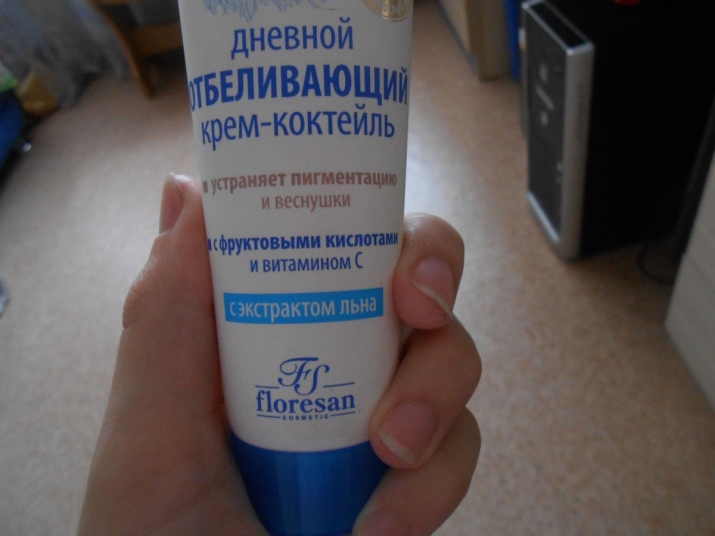 дневной
ОТБЕЛИВАЮЩИЙ
крем-коктейль
устраняет пигментацию
и веснушки
с фруктовыми кислотами
и витамином С
с экстрактом льна
FS
floresan
COSMETIC